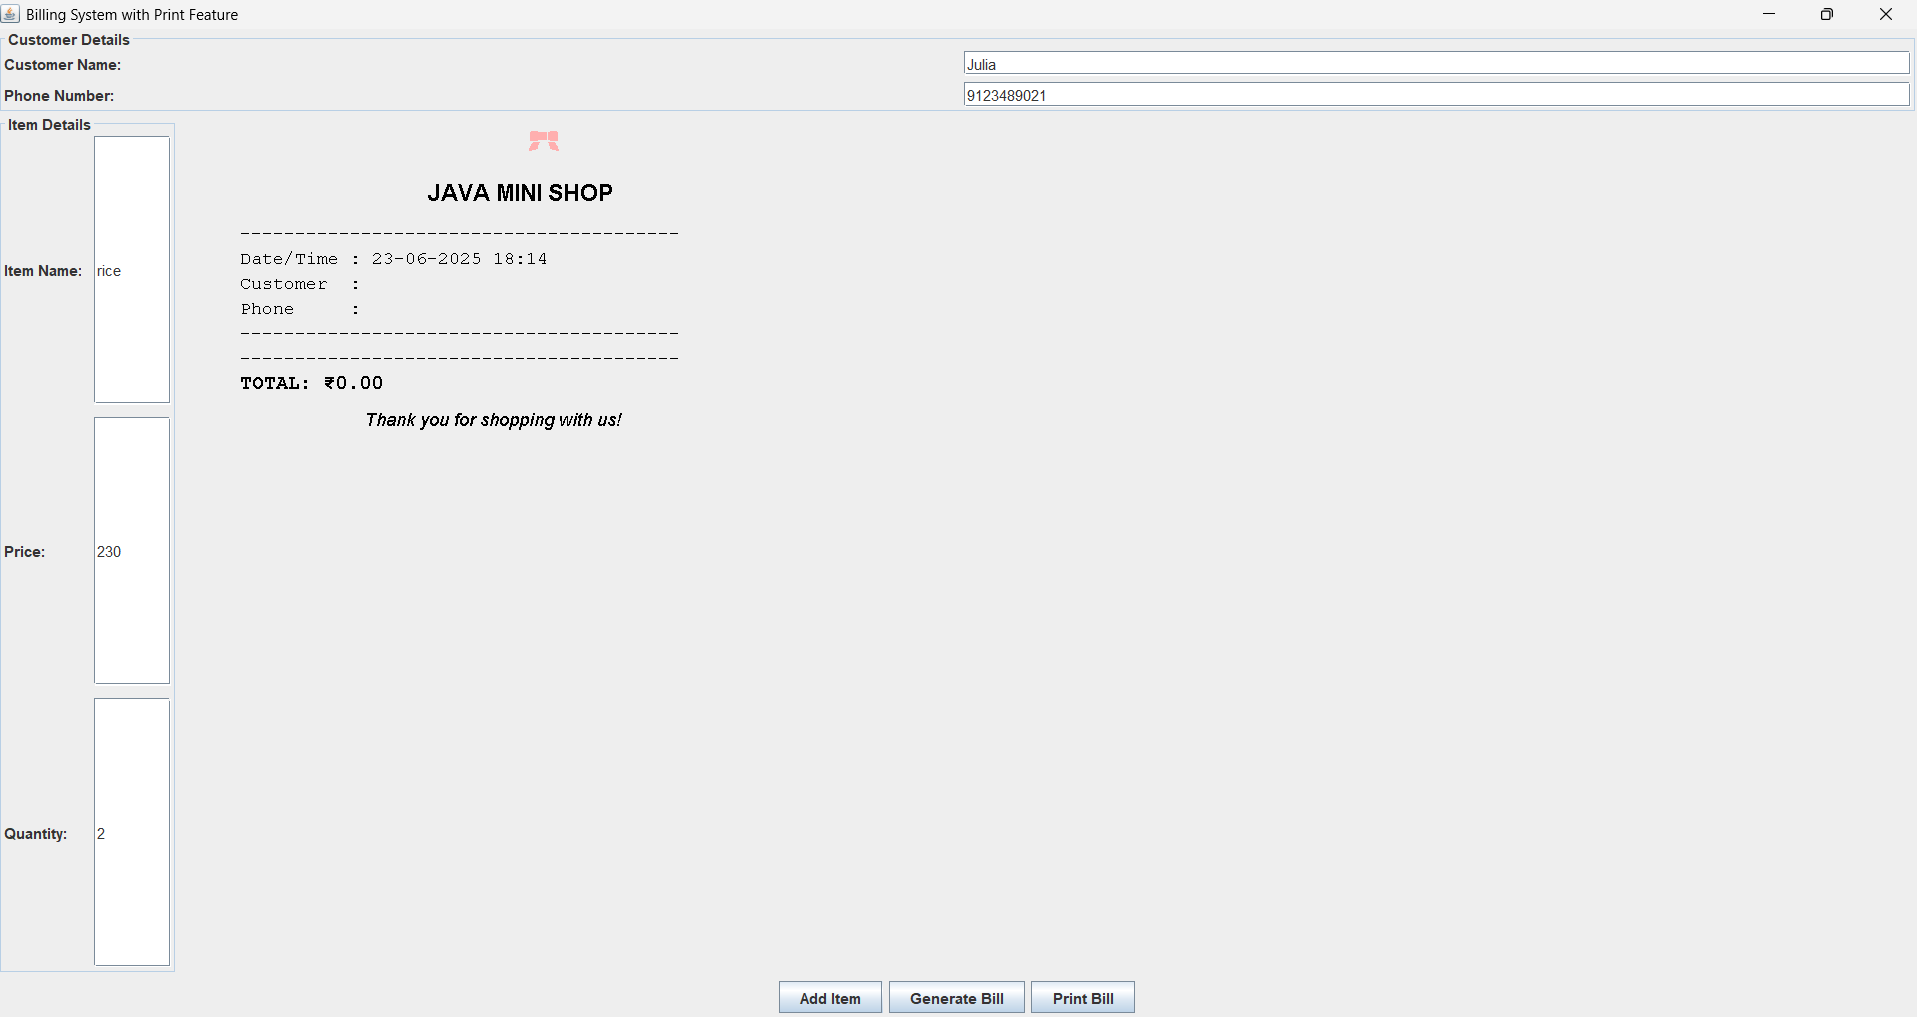 Billing System with Print Feature
Customer Details
Customer Name: Julia
Phone Number: 9123489021
Item Details
Item Name: rice
Price: 230
Quantity: 2
JAVA MINI SHOP
----------------------------------------
Date/Time : 23-06-2025 18:14
Customer  :
Phone     :
----------------------------------------
----------------------------------------
TOTAL: ₹0.00
Thank you for shopping with us!
Add Item Generate Bill Print Bill